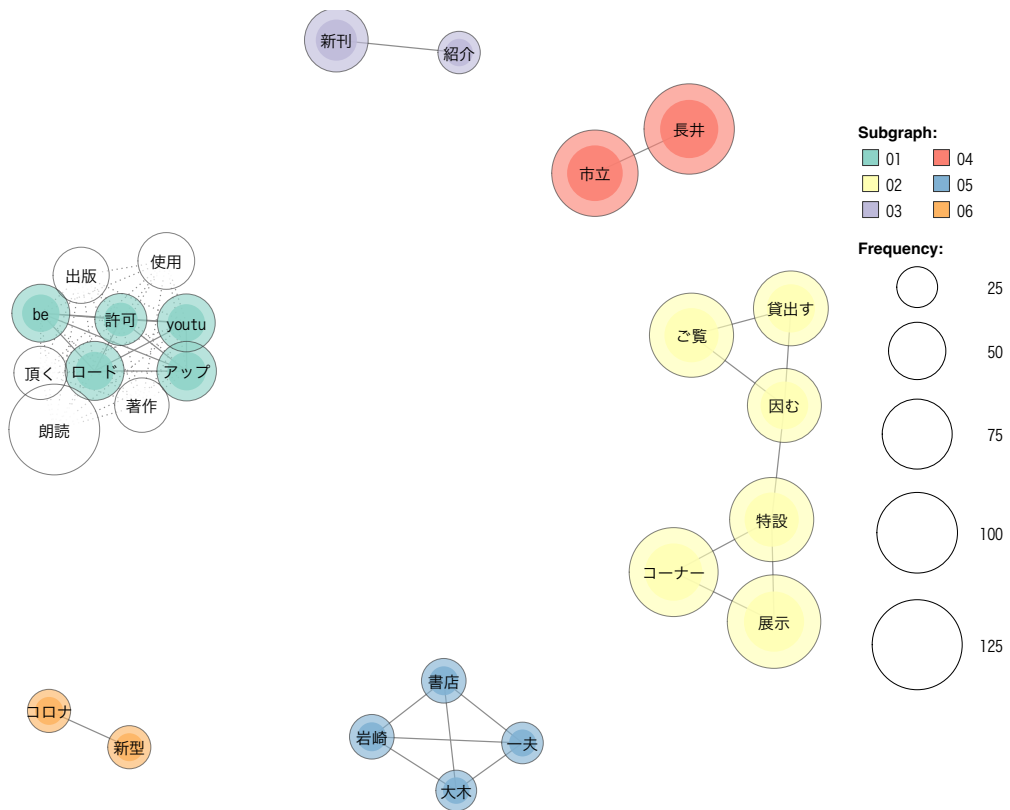 新刊
紹介
長井
市立
Subgraph:
01 04
02 05
03 06
Frequency:
25
50
75
100
125
使用
出版
be
許可
youtu
頂く
ロード
アップ
著作
朗読
貸出す
ご覧
因む
特設
コーナー
展示
書店
岩崎
一夫
大木
コロナ
新型